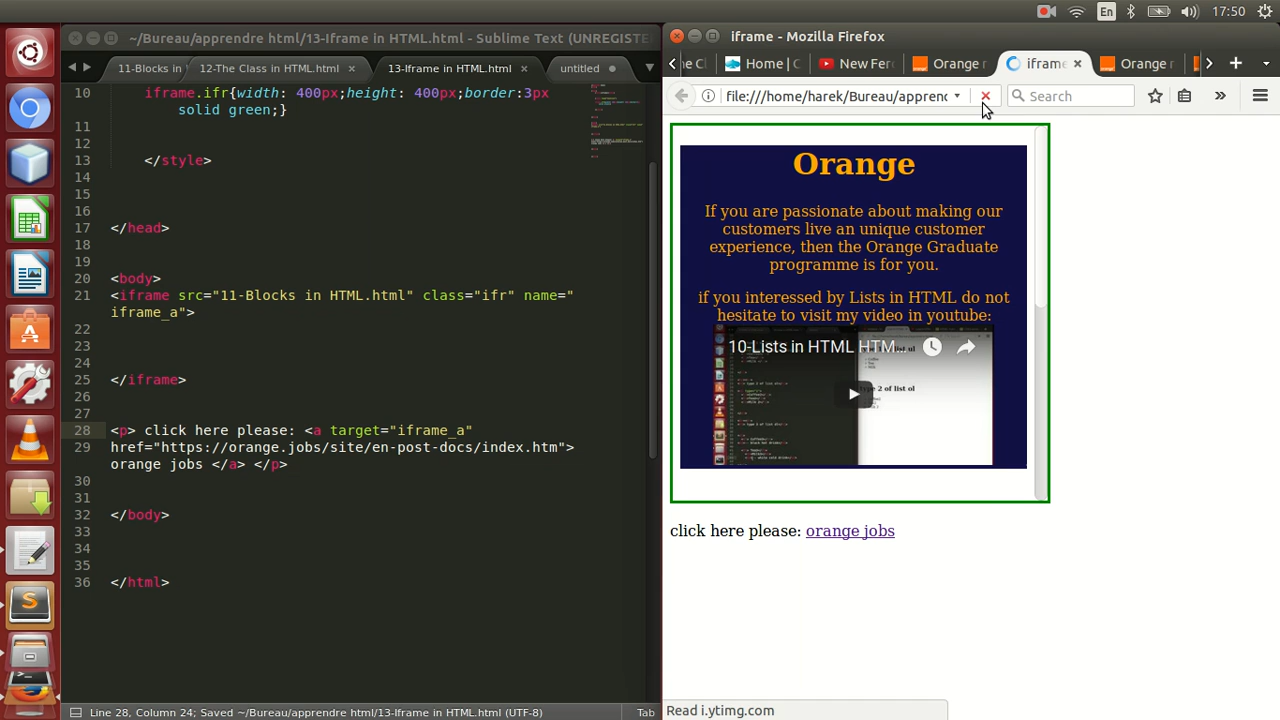 En
17:50
~/Bureau/apprendre html/13-Iframe in HTML.html - Sublime Text (UNREGISTE
11-Blocks in
12-The Class in HTML.html
13-Iframe in HTML.html
untitled
10 iframe.ifr{width: 400px;height: 400px;border:3px
solid green;}
11
12
13 </style>
14
15
16
17 </head>
18
19
20 <body>
21 <iframe src="11-Blocks in HTML.html" class="ifr" name="
iframe_a">
22
23
24
25 </iframe>
26
27
28 <p> click here please: <a target="iframe_a"
29 href="https://orange.jobs/site/en-post-docs/index.htm">
orange jobs </a> </p>
30
31
32 </body>
33
34
35
36 </html>
Line 28, Column 24; Saved ~/Bureau/apprendre html/13-Iframe in HTML.html (UTF-8)
Tab
iframe - Mozilla Firefox
he Cl
Home | C
New Fer
Orange r
iframe
Orange r
file:///home/harek/Bureau/apprenc
Search
Orange
If you are passionate about making our
customers live an unique customer
experience, then the Orange Graduate
programme is for you.
if you interessed by Lists in HTML do not
hesitate to visit my video in youtube:
10-Lists in HTML HTM...
click here please: orange jobs
Read i.ytimg.com